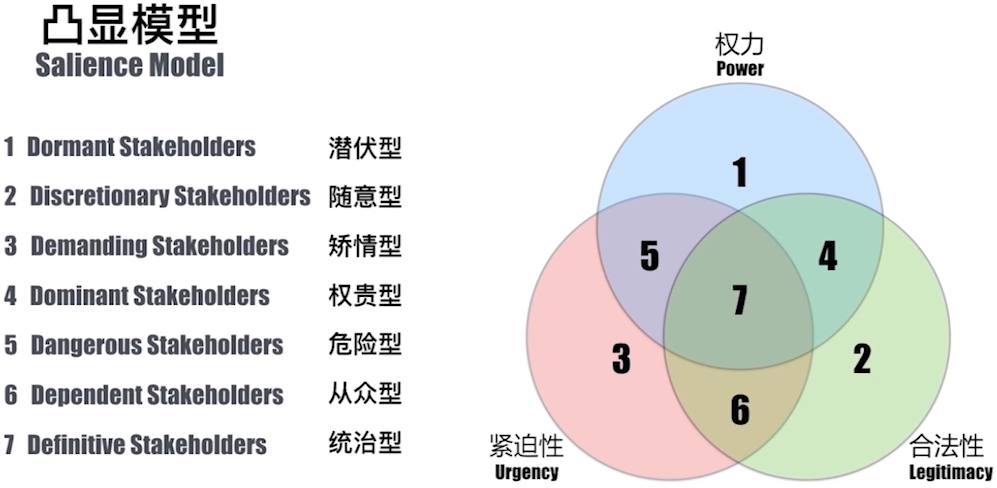 凸显模型
Salience Model
1 Dormant Stakeholders 潜伏型
2 Discretionary Stakeholders 随意型
3 Demanding Stakeholders 矫情型
4 Dominant Stakeholders 权贵型
5 Dangerous Stakeholders 危险型
6 Dependent Stakeholders 从众型
7 Definitive Stakeholders 统治型
权力
Power
1
5
4
7
3
2
6
紧迫性
Urgency
合法性
Legitimacy